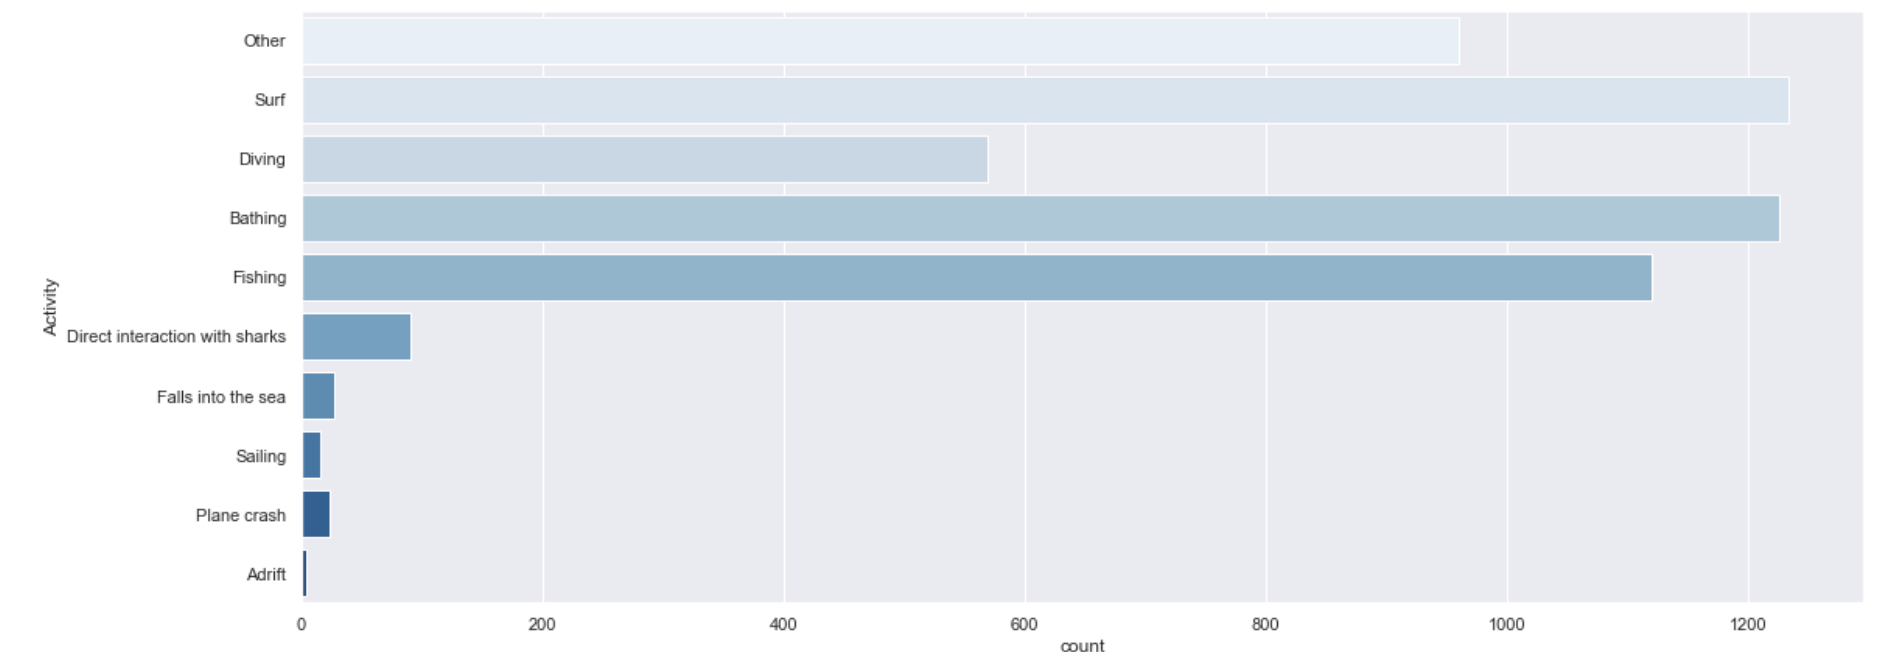 Other
Surf
Diving
Bathing
Fishing
Activity
Direct interaction with sharks
Falls into the sea
Sailing
Plane crash
Adrift
0 200 400 600 800 1000 1200
count